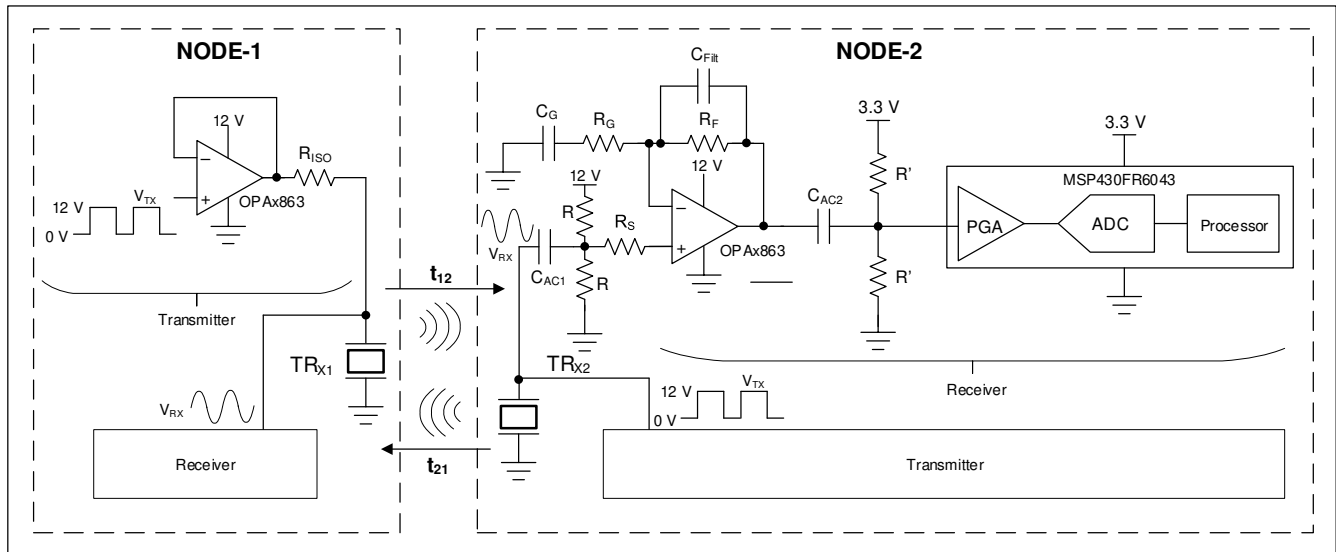 NODE-1
12 V
R_ISO
OPAx863
12 V
0 V
V_TX
Transmitter
TR_X1
V_RX
Receiver
t_12
t_21
NODE-2
C_Filt
C_G
R_G
R_F
12 V
12 V
R
R_S
V_RX
C_AC1
R
OPAx863
C_AC2
3.3 V
R'
R'
3.3 V
MSP430FR6043
PGA
ADC
Processor
Receiver
TR_X2
12 V
0 V
V_TX
Transmitter